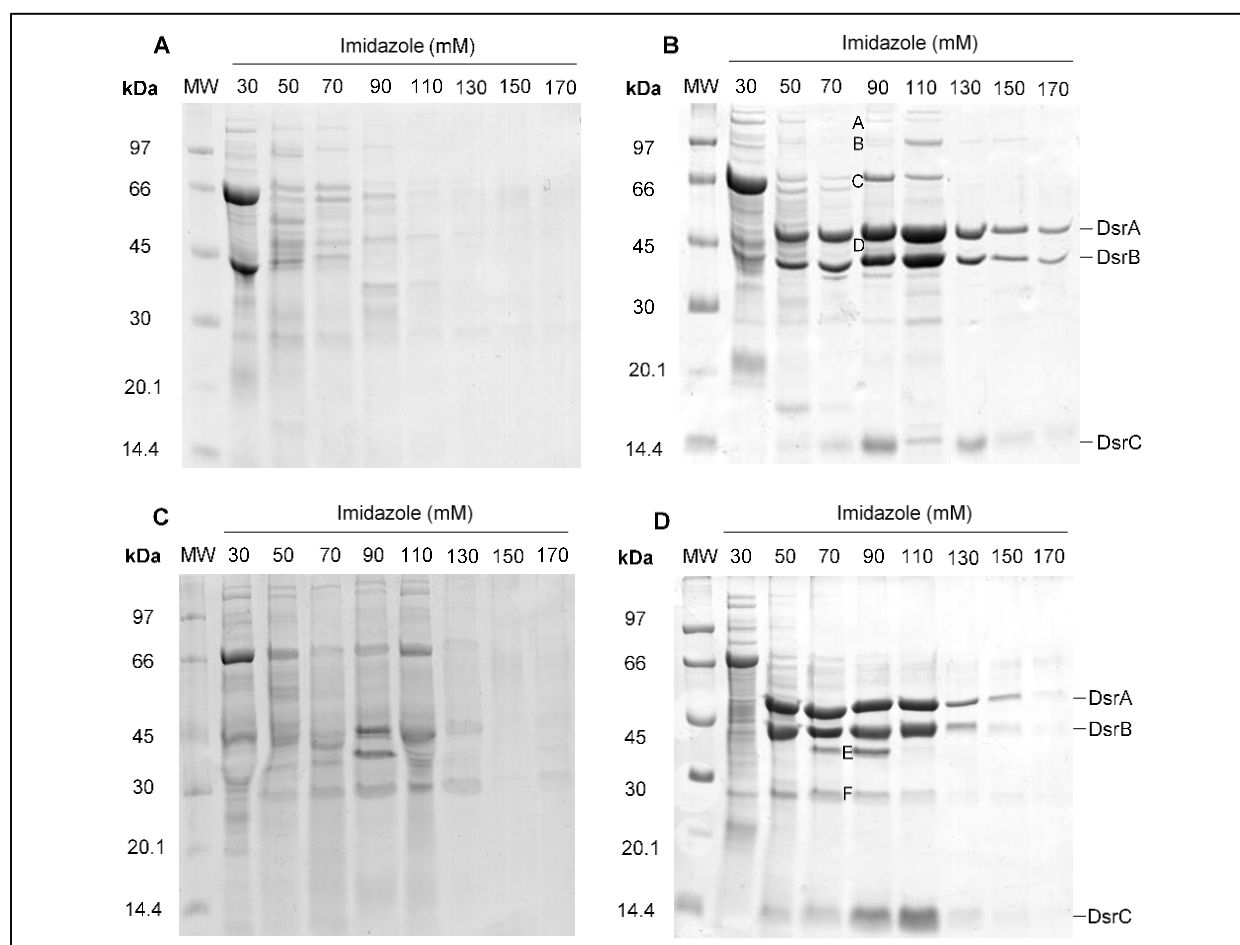 A
Imidazole (mM)
kDa MW 30 50 70 90 110 130 150 170
97
66
45
30
20.1
14.4
B
Imidazole (mM)
kDa MW 30 50 70 90 110 130 150 170
A
97 B
66 C
DsrA
45 D
DsrB
30
20.1
14.4 DsrC
C
Imidazole (mM)
kDa MW 30 50 70 90 110 130 150 170
97
66
45
30
20.1
14.4
D
Imidazole (mM)
kDa MW 30 50 70 90 110 130 150 170
97
66
DsrA
45 DsrB
E
30 F
20.1
14.4 DsrC